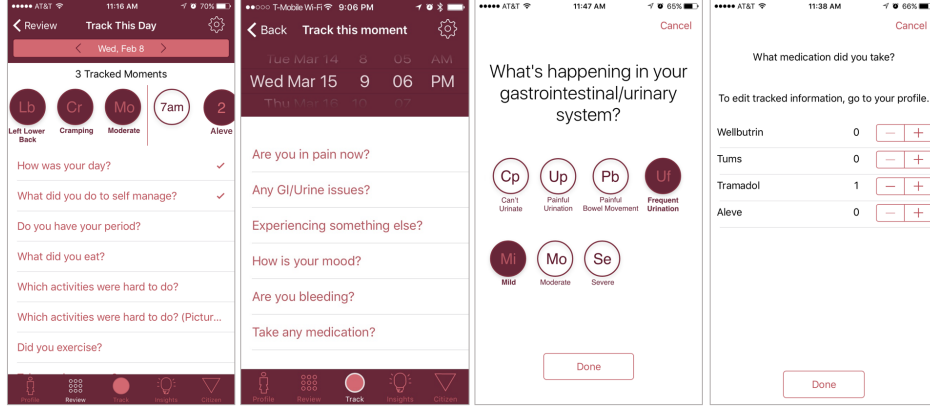 AT&T 11:16 AM 70%
Review Track This Day
Wed, Feb 8
3 Tracked Moments
Lb Cr Mo 7am 2
Left Lower Back Cramping Moderate Aleve
How was your day?
What did you do to self manage?
Do you have your period?
What did you eat?
Which activities were hard to do?
Which activities were hard to do? (Pictur...
Did you exercise?
Profile Review Track Insights Citizen
T-Mobile Wi-Fi 9:06 PM
Back Track this moment
Tue Mar 14 8 05 AM
Wed Mar 15 9 06 PM
Thu Mar 16 10 07
Are you in pain now?
Any GI/Urine issues?
Experiencing something else?
How is your mood?
Are you bleeding?
Take any medication?
Profile Review Track Insights Citizen
AT&T 11:47 AM 65%
Cancel
What's happening in your
gastrointestinal/urinary
system?
Cp Up Pb Uf
Can't Urinate Painful Urination Painful Bowel Movement Frequent Urination
Mi Mo Se
Mild Moderate Severe
Done
AT&T 11:38 AM 66%
Cancel
What medication did you take?
To edit tracked information, go to your profile.
Wellbutrin 0 — +
Tums 0 — +
Tramadol 1 — +
Aleve 0 — +
Done